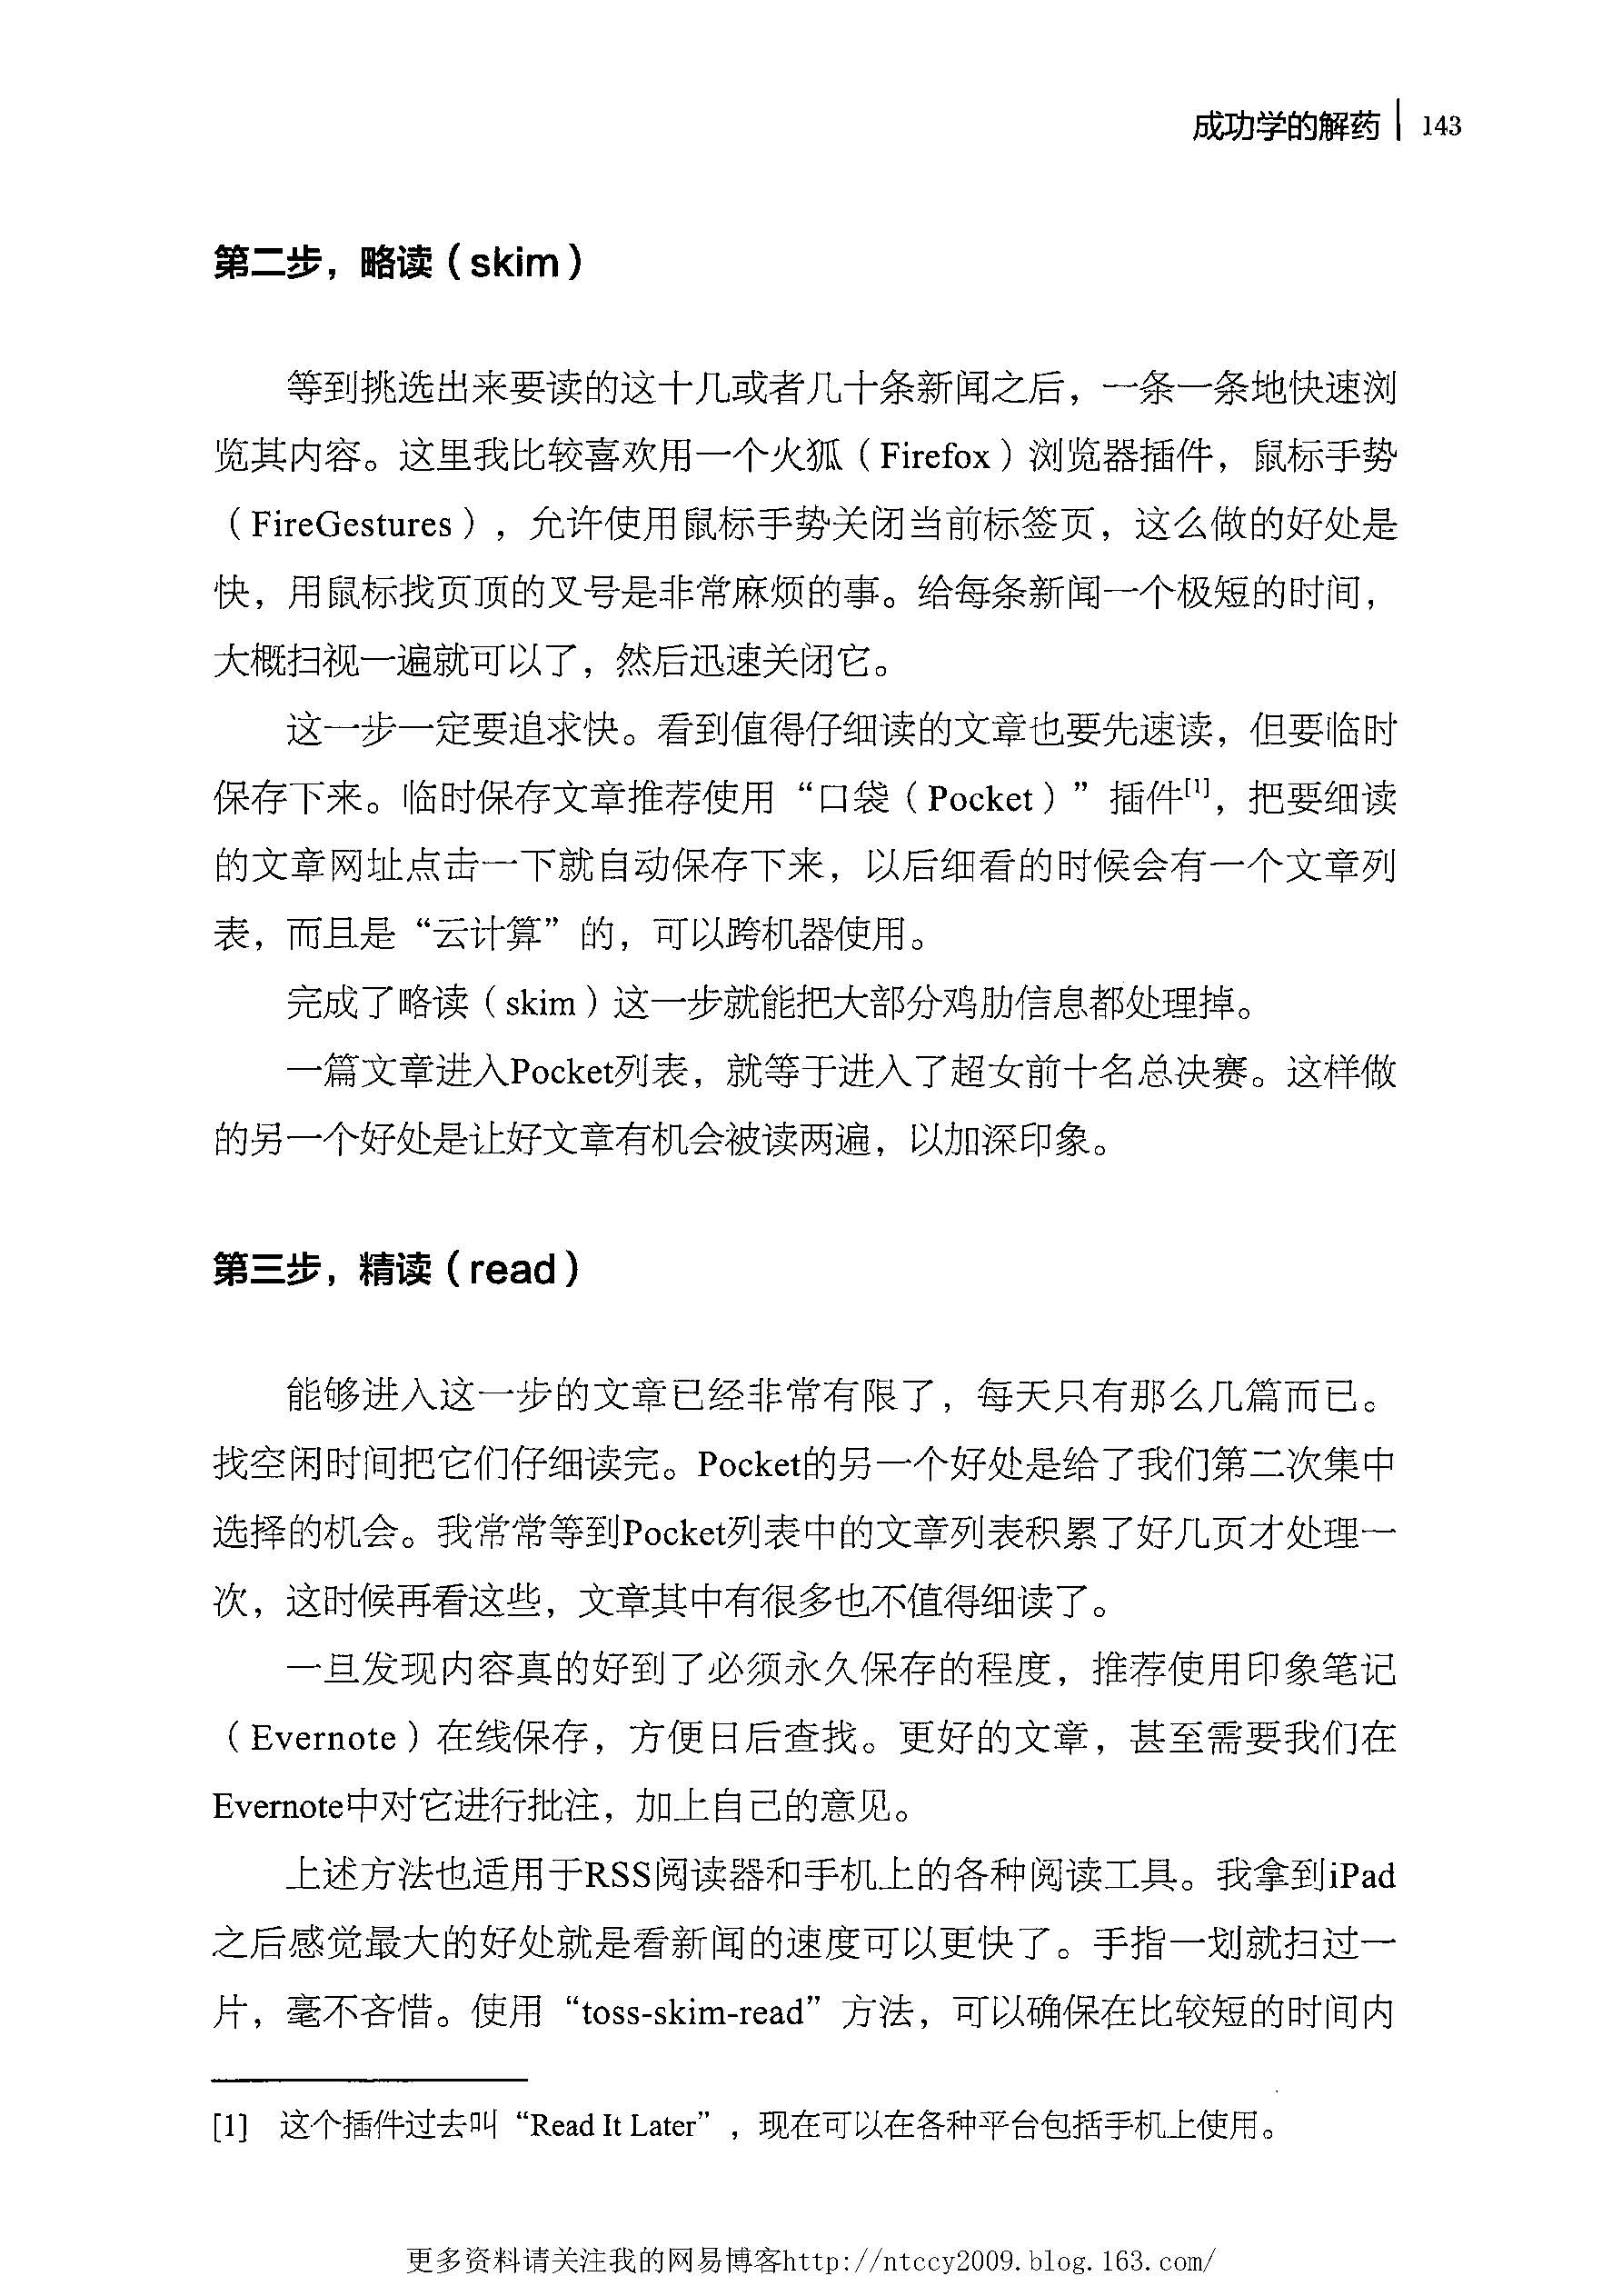 成功学的解药 | 143
第二步，略读（skim）
等到挑选出来要读的这十几或者几十条新闻之后，一条一条地快速浏
览其内容。这里我比较喜欢用一个火狐（Firefox）浏览器插件，鼠标手势
（FireGestures），允许使用鼠标手势关闭当前标签页，这么做的好处是
快，用鼠标找页顶的叉号是非常麻烦的事。给每条新闻一个极短的时间，
大概扫视一遍就可以了，然后迅速关闭它。
这一步一定要追求快。看到值得仔细读的文章也要先速读，但要临时
保存下来。临时保存文章推荐使用“口袋（Pocket）”插件[1]，把要细读
的文章网址点击一下就自动保存下来，以后细看的时候会有一个文章列
表，而且是“云计算”的，可以跨机器使用。
完成了略读（skim）这一步就能把大部分鸡肋信息都处理掉。
一篇文章进入Pocket列表，就等于进入了超女前十名总决赛。这样做
的另一个好处是让好文章有机会被读两遍，以加深印象。
第三步，精读（read）
能够进入这一步的文章已经非常有限了，每天只有那么几篇而已。
找空闲时间把它们仔细读完。Pocket的另一个好处是给了我们第二次集中
选择的机会。我常常等到Pocket列表中的文章列表积累了好几页才处理一
次，这时候再看这些，文章其中有很多也不值得细读了。
一旦发现内容真的好到了必须永久保存的程度，推荐使用印象笔记
（Evernote）在线保存，方便日后查找。更好的文章，甚至需要我们在
Evernote中对它进行批注，加上自己的意见。
上述方法也适用于RSS阅读器和手机上的各种阅读工具。我拿到iPad
之后感觉最大的好处就是看新闻的速度可以更快了。手指一划就扫过一
片，毫不吝惜。使用“toss-skim-read”方法，可以确保在比较短的时间内
[1] 这个插件过去叫“Read It Later”，现在可以在各种平台包括手机上使用。
更多资料请关注我的网易博客http://ntccy2009.blog.163.com/